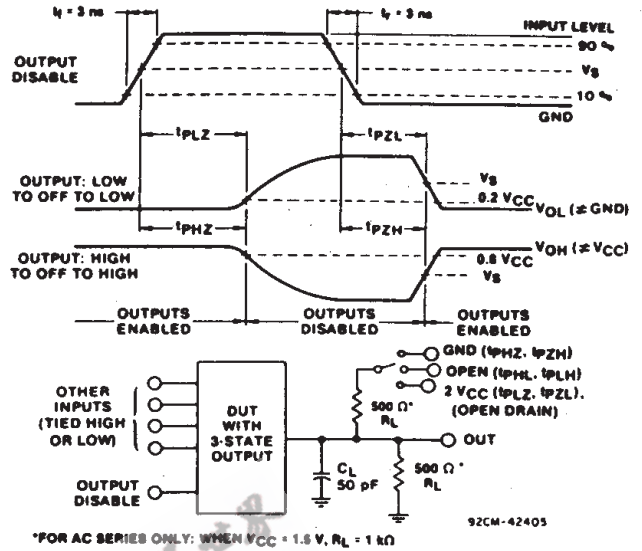 tr = 3 ns
tf = 3 ns
INPUT LEVEL
90 %
OUTPUT
DISABLE
VS
10 %
GND
tPLZ
tPZL
OUTPUT: LOW
TO OFF TO LOW
VS
0.2 VCC
VOL (≠ GND)
tPHZ
tPZH
OUTPUT: HIGH
TO OFF TO HIGH
VOH (≠ VCC)
0.8 VCC
VS
OUTPUTS
ENABLED
OUTPUTS
DISABLED
OUTPUTS
ENABLED
GND (tPHZ, tPZH)
OPEN (tPHL, tPLH)
2 VCC (tPLZ, tPZL),
(OPEN DRAIN)
OTHER
INPUTS
(TIED HIGH
OR LOW)
DUT
WITH
3-STATE
OUTPUT
500 Ω*
RL
OUT
OUTPUT
DISABLE
CL
50 pF
500 Ω*
RL
92CM-42405
*FOR AC SERIES ONLY: WHEN VCC = 1.5 V, RL = 1 kΩ